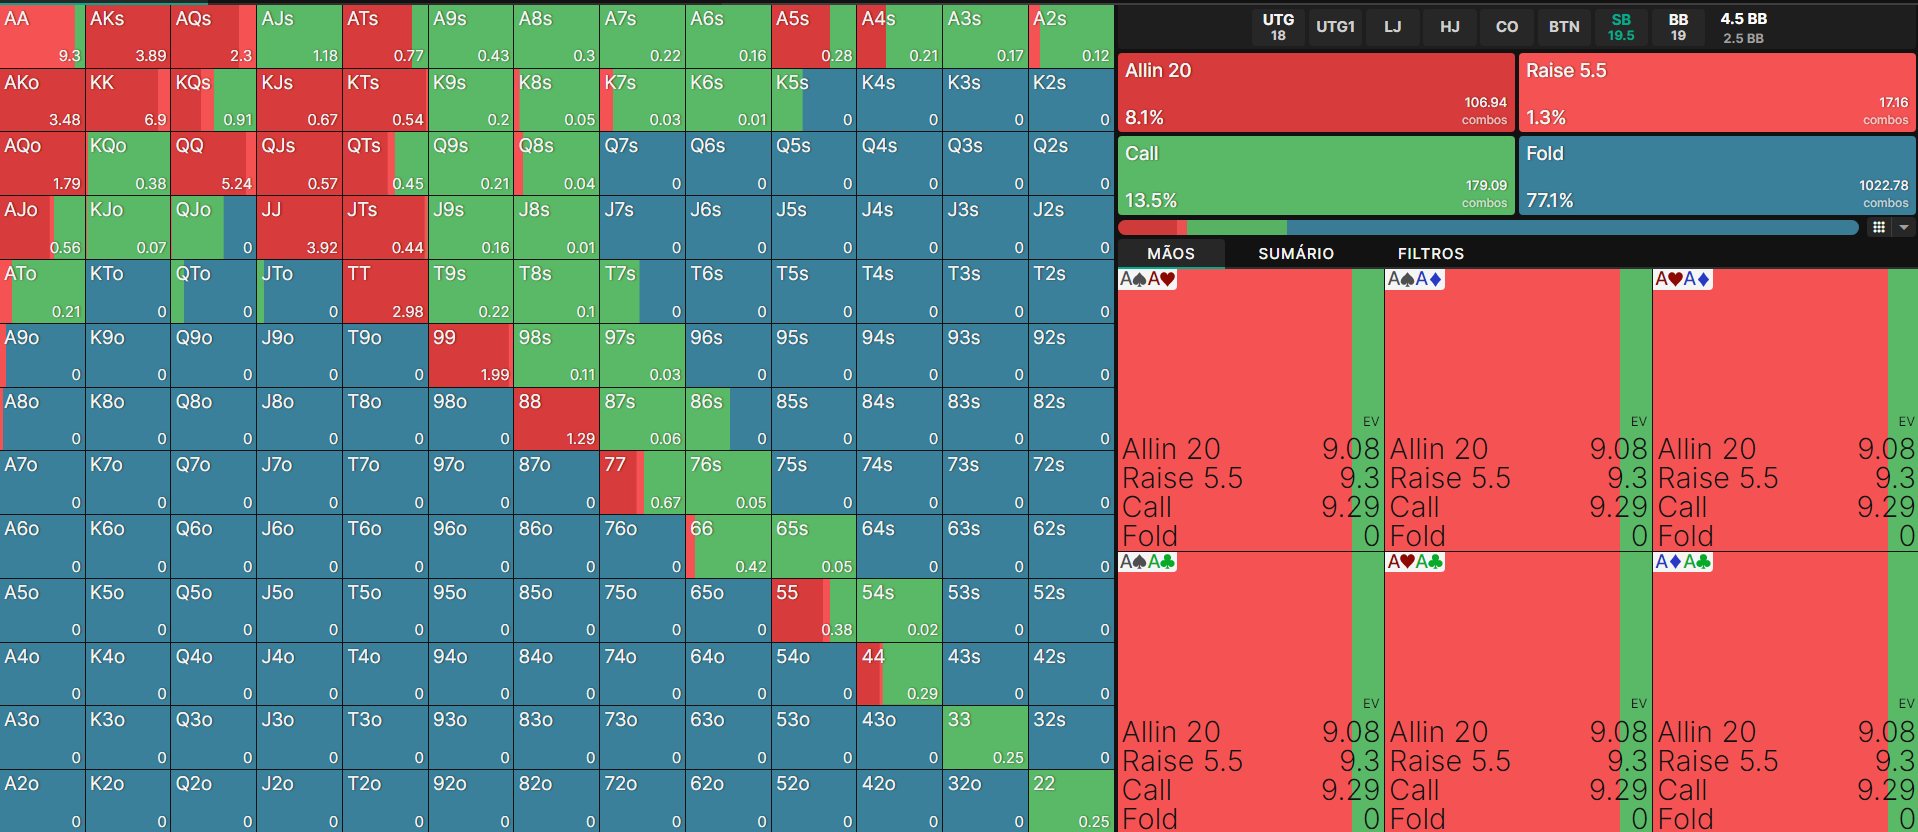 AA AKs AQs AJs ATs A9s A8s A7s A6s A5s A4s A3s A2s
9.3 3.89 2.3 1.18 0.77 0.43 0.3 0.22 0.16 0.28 0.21 0.17 0.12
AKo KK KQs KJs KTs K9s K8s K7s K6s K5s K4s K3s K2s
3.48 6.9 0.91 0.67 0.54 0.2 0.05 0.03 0.01 0 0 0 0
AQo KQo QQ QJs QTs Q9s Q8s Q7s Q6s Q5s Q4s Q3s Q2s
1.79 0.38 5.24 0.57 0.45 0.21 0.04 0 0 0 0 0 0
AJo KJo QJo JJ JTs J9s J8s J7s J6s J5s J4s J3s J2s
0.56 0.07 0 3.92 0.44 0.16 0.01 0 0 0 0 0 0
ATo KTo QTo JTo TT T9s T8s T7s T6s T5s T4s T3s T2s
0.21 0 0 0 2.98 0.22 0.1 0 0 0 0 0 0
A9o K9o Q9o J9o T9o 99 98s 97s 96s 95s 94s 93s 92s
0 0 0 0 0 1.99 0.11 0.03 0 0 0 0 0
A8o K8o Q8o J8o T8o 98o 88 87s 86s 85s 84s 83s 82s
0 0 0 0 0 0 1.29 0.06 0 0 0 0 0
A7o K7o Q7o J7o T7o 97o 87o 77 76s 75s 74s 73s 72s
0 0 0 0 0 0 0 0.67 0.05 0 0 0 0
A6o K6o Q6o J6o T6o 96o 86o 76o 66 65s 64s 63s 62s
0 0 0 0 0 0 0 0 0.42 0.05 0 0 0
A5o K5o Q5o J5o T5o 95o 85o 75o 65o 55 54s 53s 52s
0 0 0 0 0 0 0 0 0 0.38 0.02 0 0
A4o K4o Q4o J4o T4o 94o 84o 74o 64o 54o 44 43s 42s
0 0 0 0 0 0 0 0 0 0 0.29 0 0
A3o K3o Q3o J3o T3o 93o 83o 73o 63o 53o 43o 33 32s
0 0 0 0 0 0 0 0 0 0 0 0.25 0
A2o K2o Q2o J2o T2o 92o 82o 72o 62o 52o 42o 32o 22
0 0 0 0 0 0 0 0 0 0 0 0 0.25
UTG UTG1 LJ HJ CO BTN SB BB 4.5 BB
18 19.5 19 2.5 BB
Allin 20 Raise 5.5
106.94 17.16
8.1% combos 1.3% combos
Call Fold
179.09 1022.78
13.5% combos 77.1% combos
MÃOS SUMÁRIO FILTROS
A♠A♥ A♠A♦ A♥A♦
EV EV EV
Allin 20 9.08 Allin 20 9.08 Allin 20 9.08
Raise 5.5 9.3 Raise 5.5 9.3 Raise 5.5 9.3
Call 9.29 Call 9.29 Call 9.29
Fold 0 Fold 0 Fold 0
A♠A♣ A♥A♣ A♦A♣
EV EV EV
Allin 20 9.08 Allin 20 9.08 Allin 20 9.08
Raise 5.5 9.3 Raise 5.5 9.3 Raise 5.5 9.3
Call 9.29 Call 9.29 Call 9.29
Fold 0 Fold 0 Fold 0